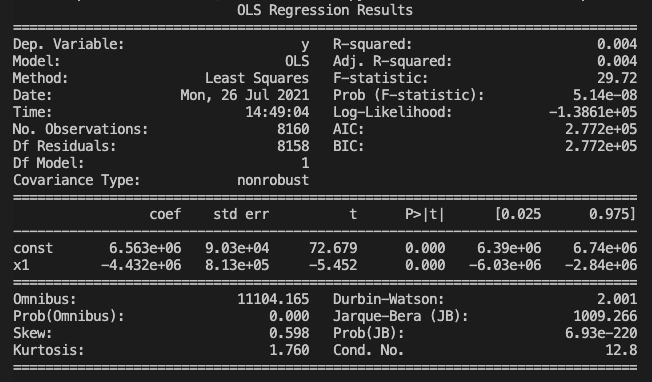 OLS Regression Results
Dep. Variable: y R-squared: 0.004
Model: OLS Adj. R-squared: 0.004
Method: Least Squares F-statistic: 29.72
Date: Mon, 26 Jul 2021 Prob (F-statistic): 5.14e-08
Time: 14:49:04 Log-Likelihood: -1.3861e+05
No. Observations: 8160 AIC: 2.772e+05
Df Residuals: 8158 BIC: 2.772e+05
Df Model: 1
Covariance Type: nonrobust
coef std err t P>|t| [0.025 0.975]
const 6.563e+06 9.03e+04 72.679 0.000 6.39e+06 6.74e+06
x1 -4.432e+06 8.13e+05 -5.452 0.000 -6.03e+06 -2.84e+06
Omnibus: 11104.165 Durbin-Watson: 2.001
Prob(Omnibus): 0.000 Jarque-Bera (JB): 1009.266
Skew: 0.598 Prob(JB): 6.93e-220
Kurtosis: 1.760 Cond. No. 12.8